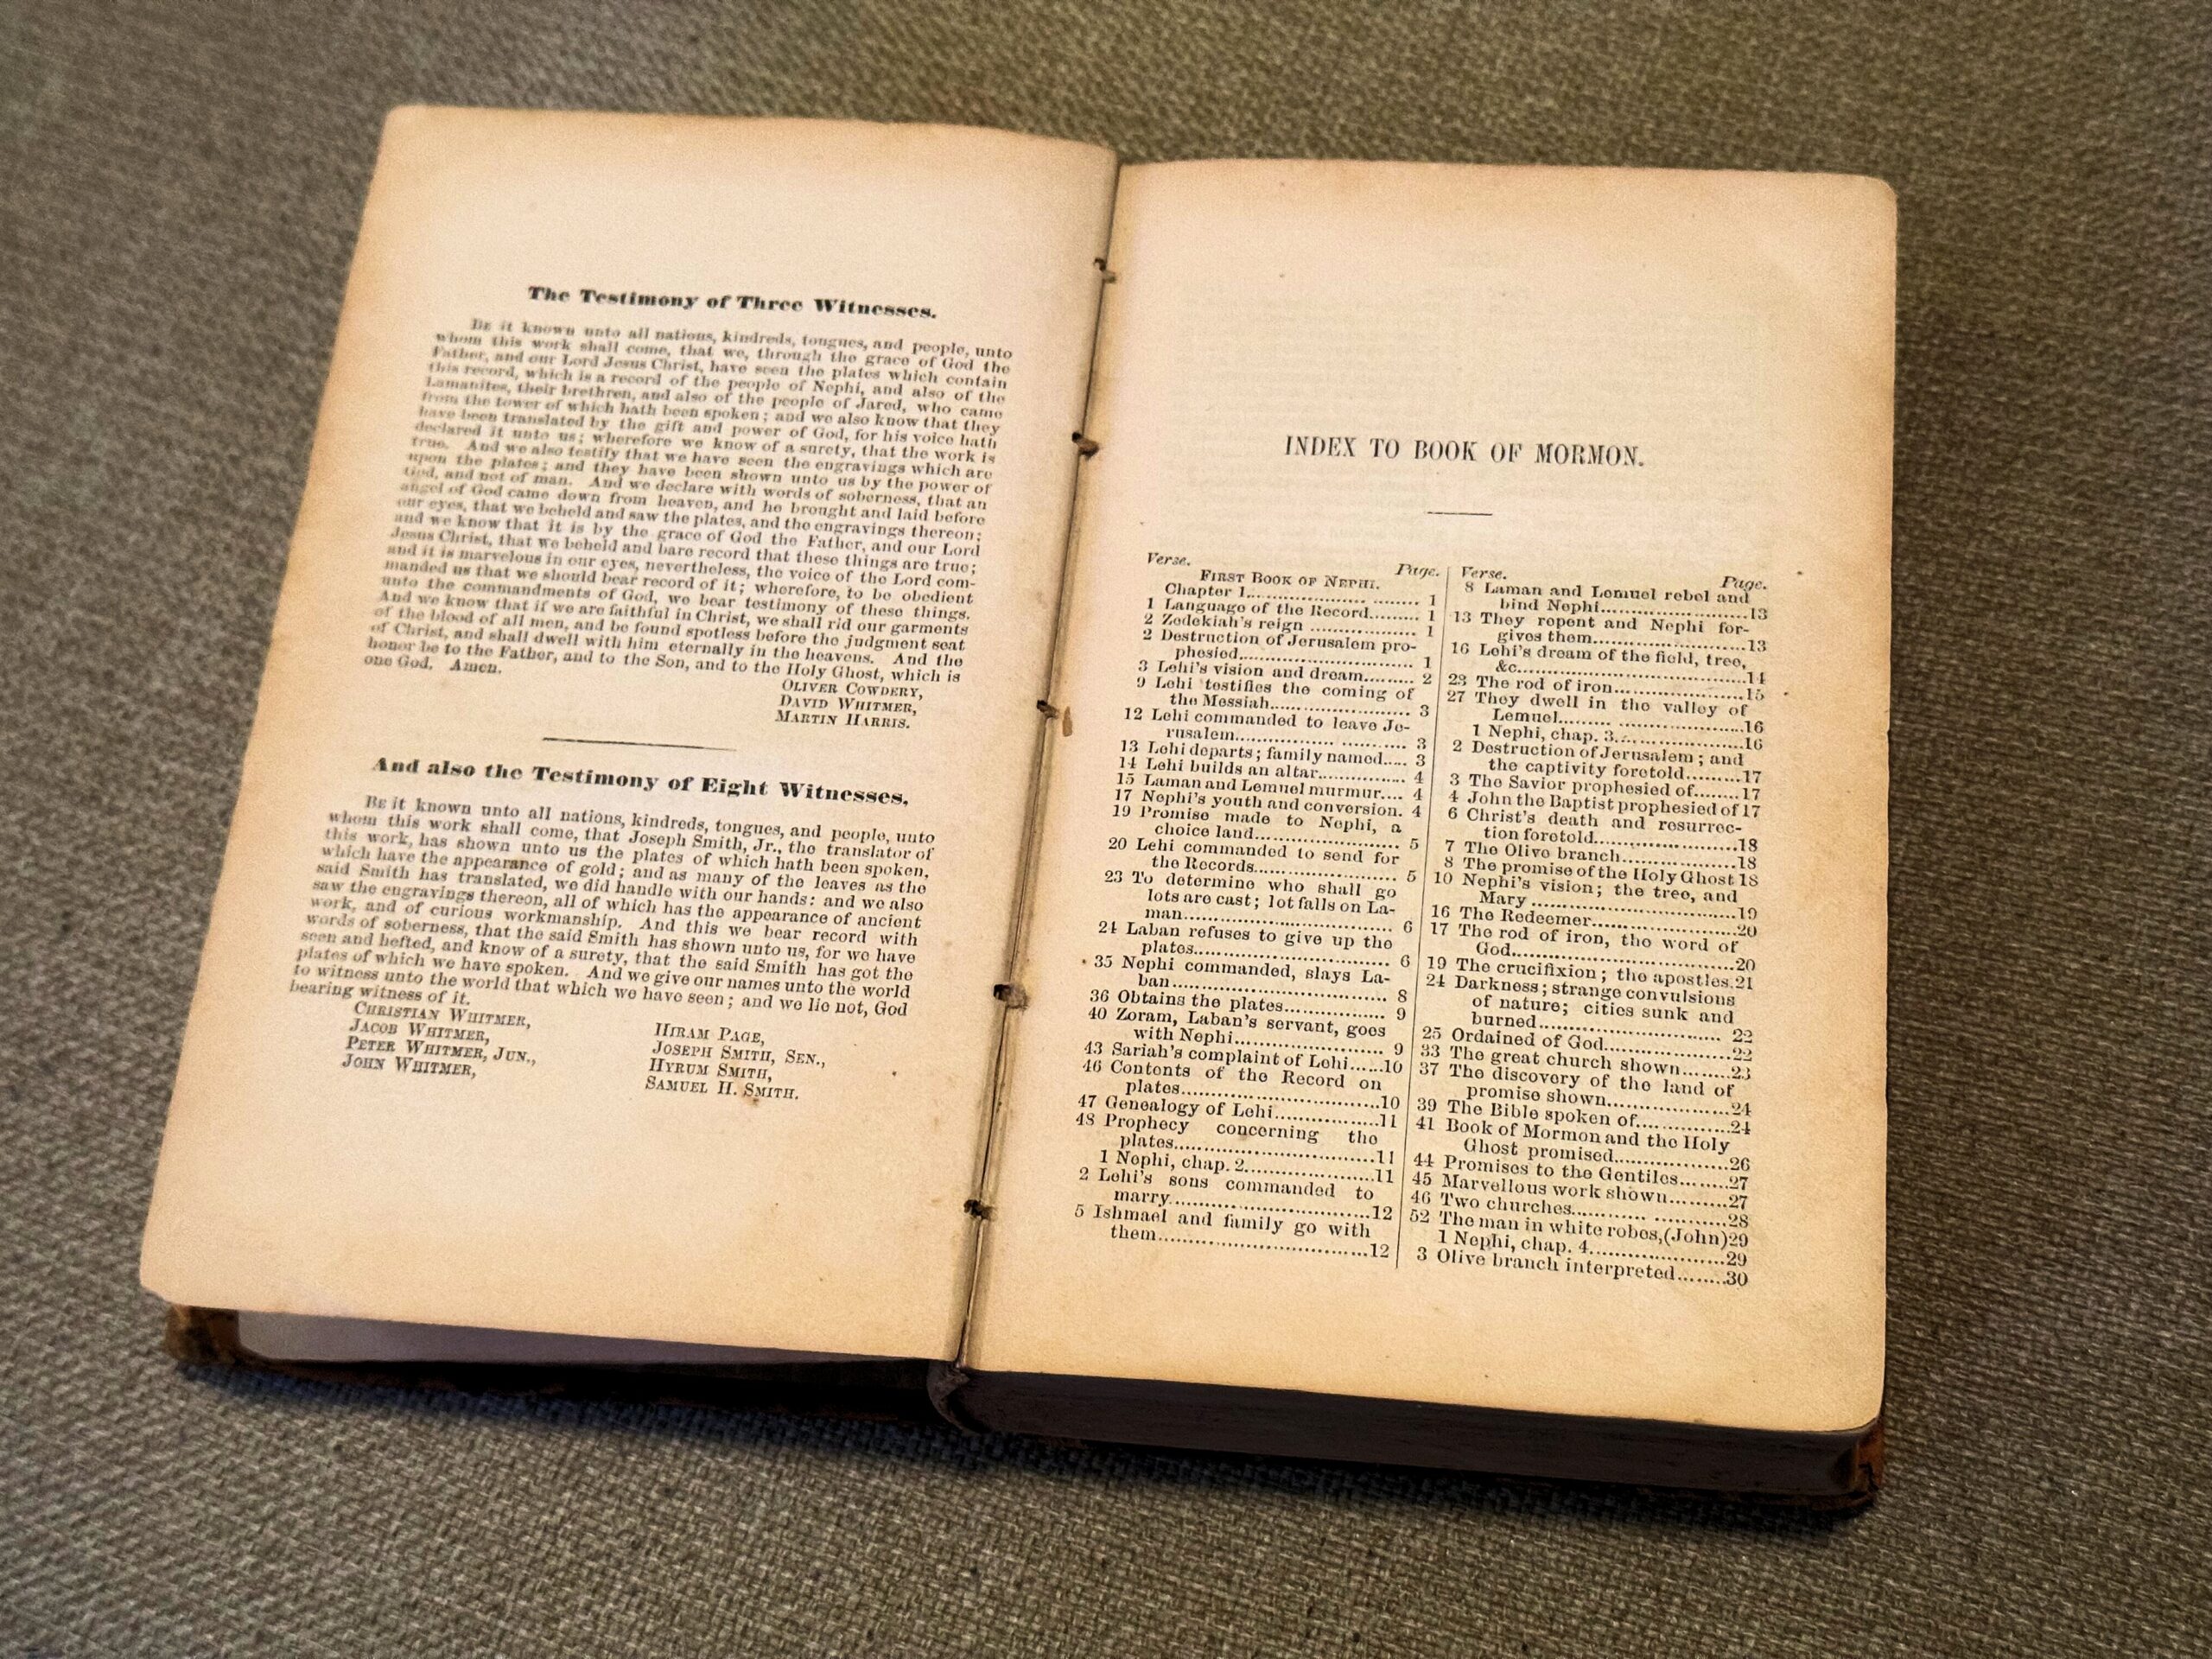 The Testimony of Three Witnesses.
BE it known unto all nations, kindreds, tongues, and people, unto
whom this work shall come, that we, through the grace of God the
Father, and our Lord Jesus Christ, have seen the plates which contain
this record, which is a record of the people of Nephi, and also of the
Lamanites, their brethren, and also of the people of Jared, who came
from the tower of which hath been spoken; and we also know that they
have been translated by the gift and power of God, for his voice hath
declared it unto us; wherefore we know of a surety, that the work is
true. And we also testify that we have seen the engravings which are
upon the plates; and they have been shown unto us by the power of
God, and not of man. And we declare with words of soberness, that an
angel of God came down from heaven, and he brought and laid before
our eyes, that we beheld and saw the plates, and the engravings thereon;
and we know that it is by the grace of God the Father, and our Lord
Jesus Christ, that we beheld and bare record that these things are true;
and it is marvelous in our eyes, nevertheless, the voice of the Lord com-
manded us that we should bear record of it; wherefore, to be obedient
unto the commandments of God, we bear testimony of these things.
And we know that if we are faithful in Christ, we shall rid our garments
of the blood of all men, and be found spotless before the judgment seat
of Christ, and shall dwell with him eternally in the heavens. And the
honor be to the Father, and to the Son, and to the Holy Ghost, which is
one God. Amen.
OLIVER COWDERY,
DAVID WHITMER,
MARTIN HARRIS.
And also the Testimony of Eight Witnesses,
BE it known unto all nations, kindreds, tongues, and people, unto
whom this work shall come, that Joseph Smith, Jr., the translator of
this work, has shown unto us the plates of which hath been spoken,
which have the appearance of gold; and as many of the leaves as the
said Smith has translated, we did handle with our hands: and we also
saw the engravings thereon, all of which has the appearance of ancient
work, and of curious workmanship. And this we bear record with
words of soberness, that the said Smith has shown unto us, for we have
seen and hefted, and know of a surety, that the said Smith has got the
plates of which we have spoken. And we give our names unto the world
to witness unto the world that which we have seen; and we lie not, God
bearing witness of it.
CHRISTIAN WHITMER,
JACOB WHITMER,
PETER WHITMER, JUN.,
JOHN WHITMER,
HIRAM PAGE,
JOSEPH SMITH, SEN.,
HYRUM SMITH,
SAMUEL H. SMITH.
INDEX TO BOOK OF MORMON.
Verse. Page.
FIRST BOOK OF NEPHI.
Chapter 1.................. 1
1 Language of the Record......... 1
2 Zedekiah's reign ............... 1
2 Destruction of Jerusalem pro-
phesied........................ 1
3 Lehi's vision and dream......... 2
9 Lehi testifies the coming of
the Messiah.................... 3
12 Lehi commanded to leave Je-
rusalem........................ 3
13 Lehi departs; family named..... 3
14 Lehi builds an altar............ 4
15 Laman and Lemuel murmur.... 4
17 Nephi's youth and conversion. 4
19 Promise made to Nephi, a
choice land.................... 5
20 Lehi commanded to send for
the Records.................... 5
23 To determine who shall go
lots are cast; lot falls on La-
man............................ 6
24 Laban refuses to give up the
plates......................... 6
35 Nephi commanded, slays La-
ban............................ 8
36 Obtains the plates.............. 9
40 Zoram, Laban's servant, goes
with Nephi..................... 9
43 Sariah's complaint of Lehi......10
46 Contents of the Record on
plates.........................10
47 Genealogy of Lehi...............11
48 Prophecy concerning the
plates.........................11
1 Nephi, chap. 2................11
2 Lehi's sons commanded to
marry..........................12
5 Ishmael and family go with
them...........................12
Verse. Page.
8 Laman and Lemuel rebel and
bind Nephi.....................13
13 They repent and Nephi for-
gives them.....................13
16 Lehi's dream of the field, tree,
&c.............................14
23 The rod of iron.................15
27 They dwell in the valley of
Lemuel.........................16
1 Nephi, chap. 3................16
2 Destruction of Jerusalem; and
the captivity foretold.........17
3 The Savior prophesied of........17
4 John the Baptist prophesied of 17
6 Christ's death and resurrec-
tion foretold..................18
7 The Olive branch................18
8 The promise of the Holy Ghost 18
10 Nephi's vision; the tree, and
Mary ..........................19
16 The Redeemer....................20
17 The rod of iron, the word of
God............................20
19 The crucifixion; the apostles.21
24 Darkness; strange convulsions
of nature; cities sunk and
burned......................... 22
25 Ordained of God.................22
33 The great church shown..........23
37 The discovery of the land of
promise shown..................24
39 The Bible spoken of.............24
41 Book of Mormon and the Holy
Ghost promised.................26
44 Promises to the Gentiles........27
45 Marvellous work shown...........27
46 Two churches....................28
52 The man in white robes,(John)29
1 Nephi, chap. 4................29
3 Olive branch interpreted........30